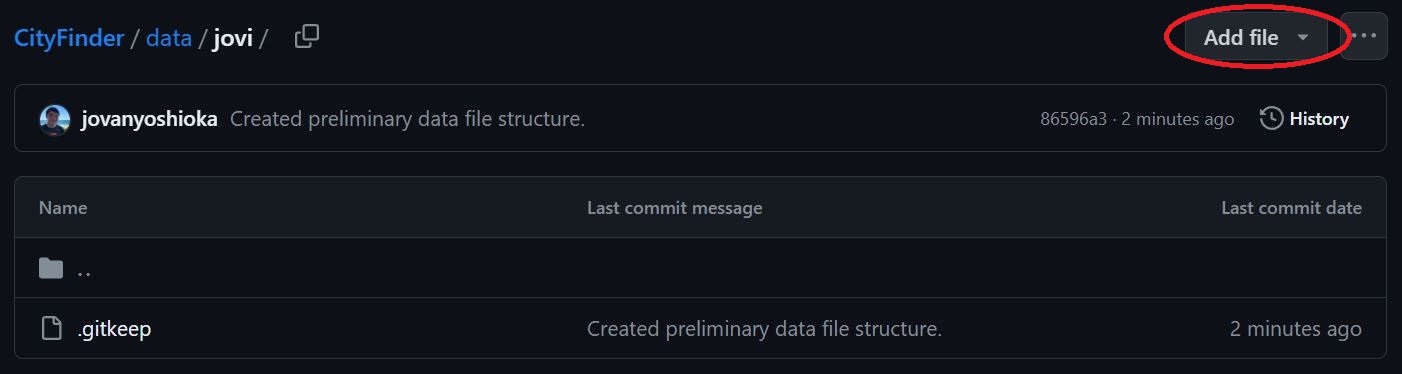 CityFinder / data / jovi / Add file ...
jovanyoshioka Created preliminary data file structure. 86596a3 · 2 minutes ago History
Name Last commit message Last commit date
..
.gitkeep Created preliminary data file structure. 2 minutes ago